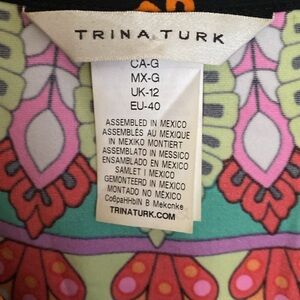 TRINA TURK
CA-G
MX-G
UK-12
EU-40
ASSEMBLED IN MEXICO
ASSEMBLÉS AU MEXIQUE
IN MEXIKO MONTIERT
ASSEMBLATO IN MESSICO
ENSAMBLADO EN MEXICO
SAMLET I MEXICO
GEMONTEERD IN MEXICO
MONTADO NO MÉXICO
СобраННЫN В Мексике
TRINATURK.COM